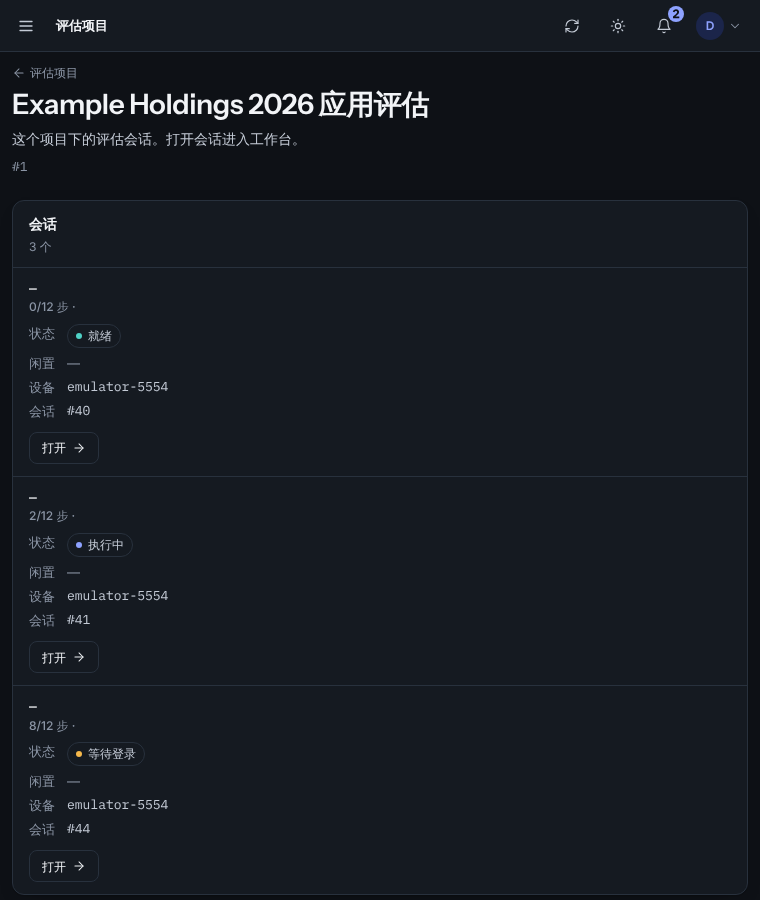 评估项目
2
D
评估项目
Example Holdings 2026 应用评估
这个项目下的评估会话。打开会话进入工作台。
#1
会话
3 个
—
0/12 步 ·
状态 就绪
闲置 —
设备 emulator-5554
会话 #40
打开
—
2/12 步 ·
状态 执行中
闲置 —
设备 emulator-5554
会话 #41
打开
—
8/12 步 ·
状态 等待登录
闲置 —
设备 emulator-5554
会话 #44
打开